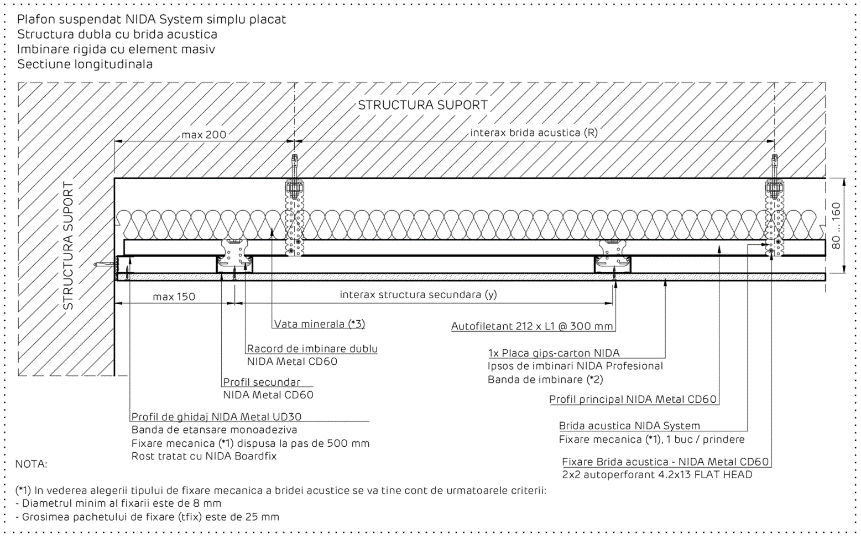 Plafon suspendat NIDA System simplu placat
Structura dubla cu brida acustica
Imbinare rigida cu element masiv
Sectiune longitudinala
STRUCTURA SUPORT
max 200
interax brida acustica (R)
STRUCTURA SUPORT
80 ... 160
max 150
interax structura secundara (y)
Vata minerala (*3)
Autofiletant 212 x L1 @ 300 mm
Racord de imbinare dublu
NIDA Metal CD60
1x Placa gips-carton NIDA
Ipsos de imbinari NIDA Profesional
Banda de imbinare (*2)
Profil secundar
NIDA Metal CD60
Profil principal NIDA Metal CD60
Profil de ghidaj NIDA Metal UD30
Banda de etansare monoadeziva
Fixare mecanica (*1) dispusa la pas de 500 mm
Rost tratat cu NIDA Boardfix
Brida acustica NIDA System
Fixare mecanica (*1), 1 buc / prindere
Fixare Brida acustica - NIDA Metal CD60
2x2 autoperforant 4.2x13 FLAT HEAD
NOTA:
(*1) In vederea alegerii tipului de fixare mecanica a bridei acustice se va tine cont de urmatoarele criterii:
- Diametrul minim al fixarii este de 8 mm
- Grosimea pachetului de fixare (tfix) este de 25 mm